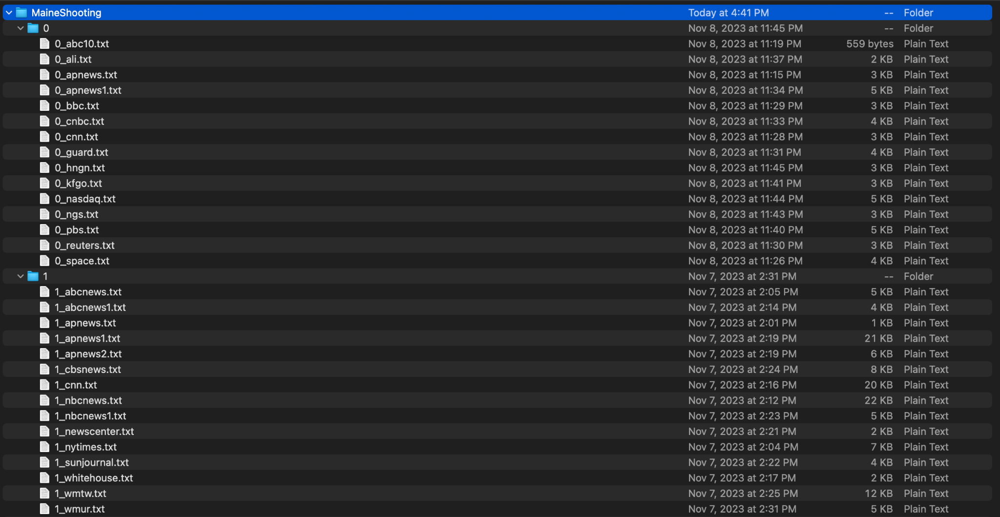 MaineShooting Today at 4:41 PM -- Folder
0 Nov 8, 2023 at 11:45 PM -- Folder
0_abc10.txt Nov 8, 2023 at 11:19 PM 559 bytes Plain Text
0_ali.txt Nov 8, 2023 at 11:37 PM 2 KB Plain Text
0_apnews.txt Nov 8, 2023 at 11:15 PM 3 KB Plain Text
0_apnews1.txt Nov 8, 2023 at 11:34 PM 5 KB Plain Text
0_bbc.txt Nov 8, 2023 at 11:29 PM 3 KB Plain Text
0_cnbc.txt Nov 8, 2023 at 11:33 PM 4 KB Plain Text
0_cnn.txt Nov 8, 2023 at 11:28 PM 3 KB Plain Text
0_guard.txt Nov 8, 2023 at 11:31 PM 4 KB Plain Text
0_hngn.txt Nov 8, 2023 at 11:45 PM 3 KB Plain Text
0_kfgo.txt Nov 8, 2023 at 11:41 PM 3 KB Plain Text
0_nasdaq.txt Nov 8, 2023 at 11:44 PM 5 KB Plain Text
0_ngs.txt Nov 8, 2023 at 11:43 PM 3 KB Plain Text
0_pbs.txt Nov 8, 2023 at 11:40 PM 5 KB Plain Text
0_reuters.txt Nov 8, 2023 at 11:30 PM 3 KB Plain Text
0_space.txt Nov 8, 2023 at 11:26 PM 4 KB Plain Text
1 Nov 7, 2023 at 2:31 PM -- Folder
1_abcnews.txt Nov 7, 2023 at 2:05 PM 5 KB Plain Text
1_abcnews1.txt Nov 7, 2023 at 2:14 PM 4 KB Plain Text
1_apnews.txt Nov 7, 2023 at 2:01 PM 1 KB Plain Text
1_apnews1.txt Nov 7, 2023 at 2:19 PM 21 KB Plain Text
1_apnews2.txt Nov 7, 2023 at 2:19 PM 6 KB Plain Text
1_cbsnews.txt Nov 7, 2023 at 2:24 PM 8 KB Plain Text
1_cnn.txt Nov 7, 2023 at 2:16 PM 20 KB Plain Text
1_nbcnews.txt Nov 7, 2023 at 2:12 PM 22 KB Plain Text
1_nbcnews1.txt Nov 7, 2023 at 2:23 PM 5 KB Plain Text
1_newscenter.txt Nov 7, 2023 at 2:21 PM 2 KB Plain Text
1_nytimes.txt Nov 7, 2023 at 2:04 PM 7 KB Plain Text
1_sunjournal.txt Nov 7, 2023 at 2:22 PM 4 KB Plain Text
1_whitehouse.txt Nov 7, 2023 at 2:17 PM 2 KB Plain Text
1_wmtw.txt Nov 7, 2023 at 2:25 PM 12 KB Plain Text
1_wmur.txt Nov 7, 2023 at 2:31 PM 5 KB Plain Text